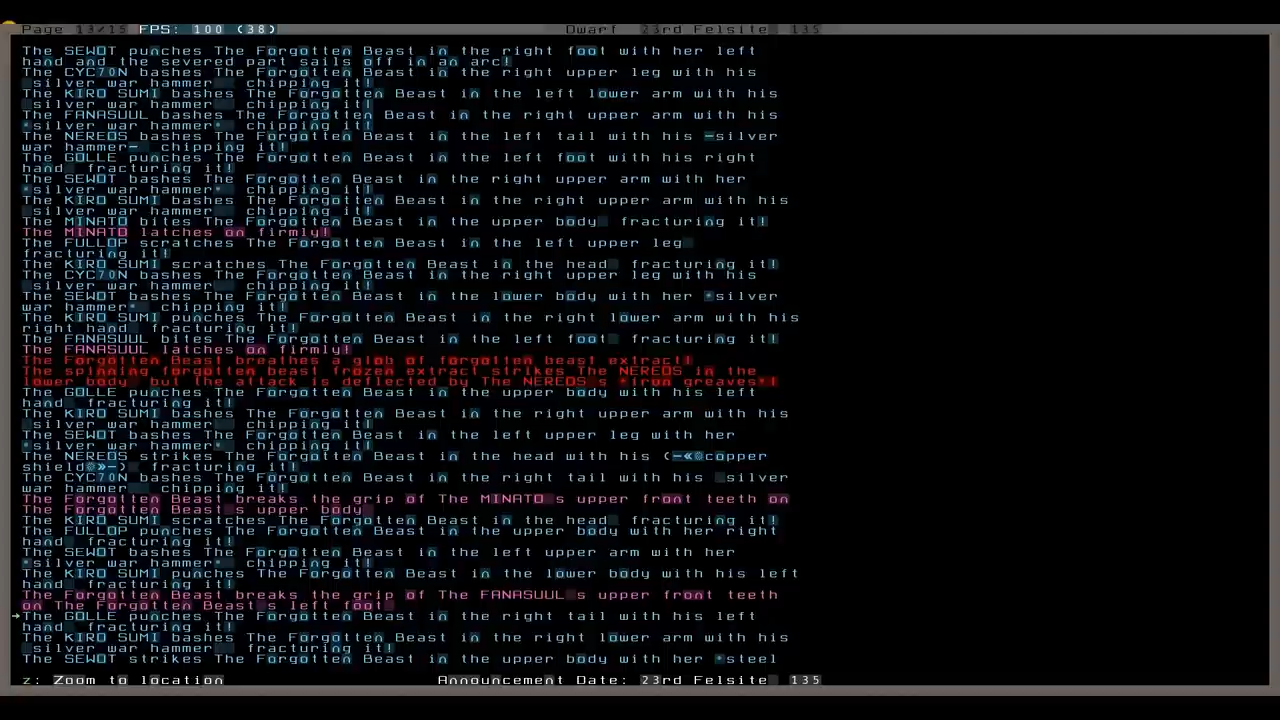 Page 13/15 FPS: 100 (38) Dwarf 23rd Felsite 135
The SEWOT punches The Forgotten Beast in the right foot with her left
hand and the severed part sails off in an arc!
The CYC70N bashes The Forgotten Beast in the right upper leg with his
silver war hammer chipping it!
The KIRO SUMI bashes The Forgotten Beast in the left lower arm with his
silver war hammer chipping it!
The FANASUUL bashes The Forgotten Beast in the right upper arm with his
*silver war hammer* chipping it!
The NEREOS bashes The Forgotten Beast in the left tail with his -silver
war hammer- chipping it!
The GOLLE punches The Forgotten Beast in the left foot with his right
hand fracturing it!
The SEWOT bashes The Forgotten Beast in the right upper arm with her
*silver war hammer* chipping it!
The KIRO SUMI bashes The Forgotten Beast in the right upper arm with his
silver war hammer chipping it!
The MINATO bites The Forgotten Beast in the upper body fracturing it!
The MINATO latches on firmly!
The FULLOP scratches The Forgotten Beast in the left upper leg
fracturing it!
The KIRO SUMI scratches The Forgotten Beast in the head fracturing it!
The CYC70N bashes The Forgotten Beast in the right upper leg with his
silver war hammer chipping it!
The SEWOT bashes The Forgotten Beast in the lower body with her *silver
war hammer* chipping it!
The KIRO SUMI punches The Forgotten Beast in the right lower arm with his
right hand fracturing it!
The FANASUUL bites The Forgotten Beast in the left foot fracturing it!
The FANASUUL latches on firmly!
The Forgotten Beast breathes a glob of forgotten beast extract!
The spinning forgotten beast frozen extract strikes The NEREOS in the
lower body but the attack is deflected by The NEREOS s *iron greaves*!
The GOLLE punches The Forgotten Beast in the upper body with his left
hand fracturing it!
The KIRO SUMI bashes The Forgotten Beast in the right upper arm with his
silver war hammer chipping it!
The SEWOT bashes The Forgotten Beast in the left upper leg with her
*silver war hammer* chipping it!
The NEREOS strikes The Forgotten Beast in the head with his (-«☼copper
shield☼»-) fracturing it!
The CYC70N bashes The Forgotten Beast in the right tail with his silver
war hammer chipping it!
The Forgotten Beast breaks the grip of The MINATO s upper front teeth on
The Forgotten Beast s upper body
The KIRO SUMI scratches The Forgotten Beast in the head fracturing it!
The FULLOP punches The Forgotten Beast in the upper body with her right
hand fracturing it!
The SEWOT bashes The Forgotten Beast in the left upper arm with her
*silver war hammer* chipping it!
The KIRO SUMI punches The Forgotten Beast in the lower body with his left
hand fracturing it!
The Forgotten Beast breaks the grip of The FANASUUL s upper front teeth
on The Forgotten Beast s left foot
→The GOLLE punches The Forgotten Beast in the right tail with his left
hand fracturing it!
The KIRO SUMI bashes The Forgotten Beast in the right lower arm with his
silver war hammer fracturing it!
The SEWOT strikes The Forgotten Beast in the upper body with her *steel
z: Zoom to location Announcement Date: 23rd Felsite 135